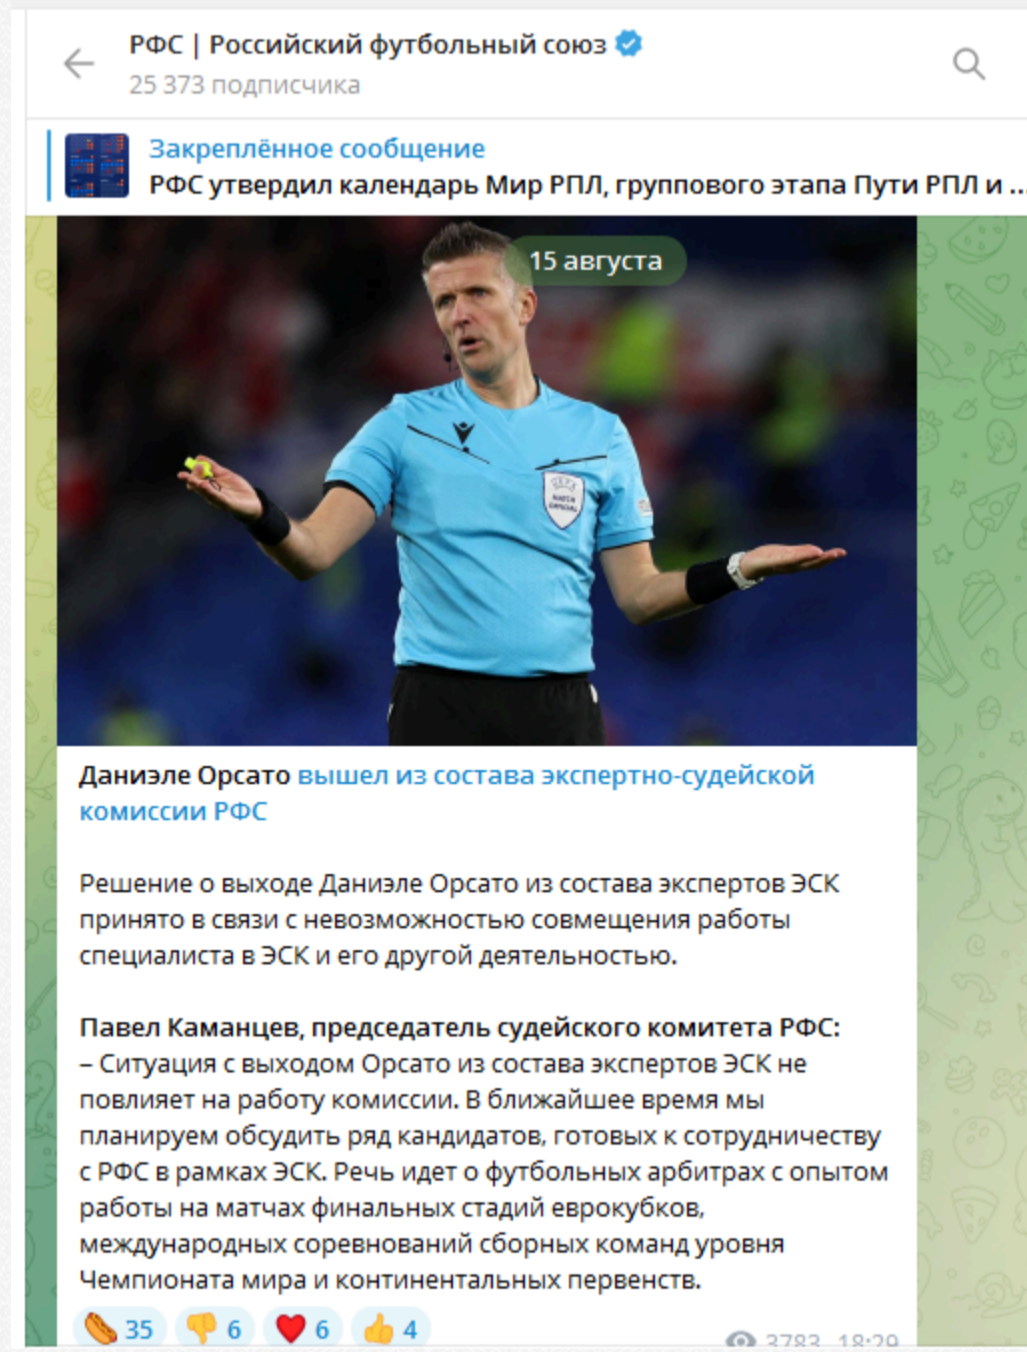 РФС | Российский футбольный союз
25 373 подписчика
Закреплённое сообщение
РФС утвердил календарь Мир РПЛ, группового этапа Пути РПЛ и ...
15 августа
UEFA
MATCH
OFFICIAL
Даниэле Орсато вышел из состава экспертно-судейской
комиссии РФС
Решение о выходе Даниэле Орсато из состава экспертов ЭСК
принято в связи с невозможностью совмещения работы
специалиста в ЭСК и его другой деятельностью.
Павел Каманцев, председатель судейского комитета РФС:
– Ситуация с выходом Орсато из состава экспертов ЭСК не
повлияет на работу комиссии. В ближайшее время мы
планируем обсудить ряд кандидатов, готовых к сотрудничеству
с РФС в рамках ЭСК. Речь идет о футбольных арбитрах с опытом
работы на матчах финальных стадий еврокубков,
международных соревнований сборных команд уровня
Чемпионата мира и континентальных первенств.
35 6 6 4
3783 18:29